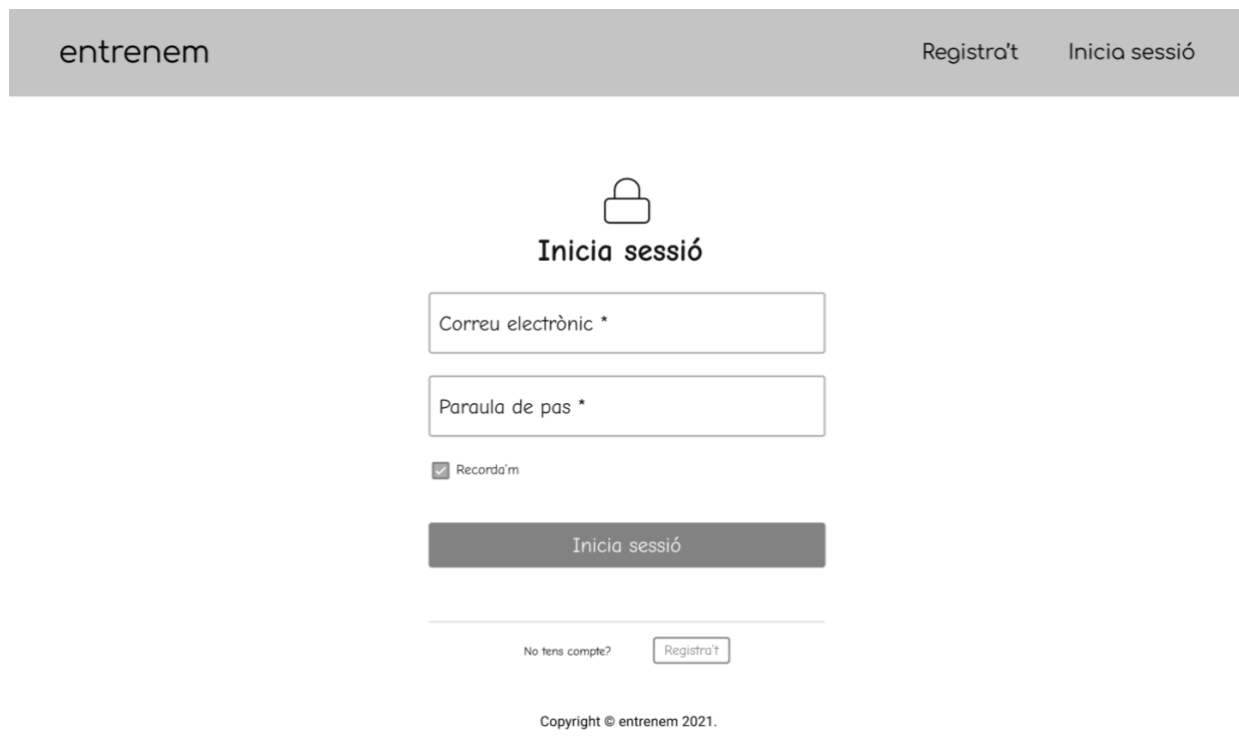 entrenem Registra't Inicia sessió
Inicia sessió
Correu electrònic *
Paraula de pas *
Recorda'm
Inicia sessió
No tens compte? Registra't
Copyright © entrenem 2021.